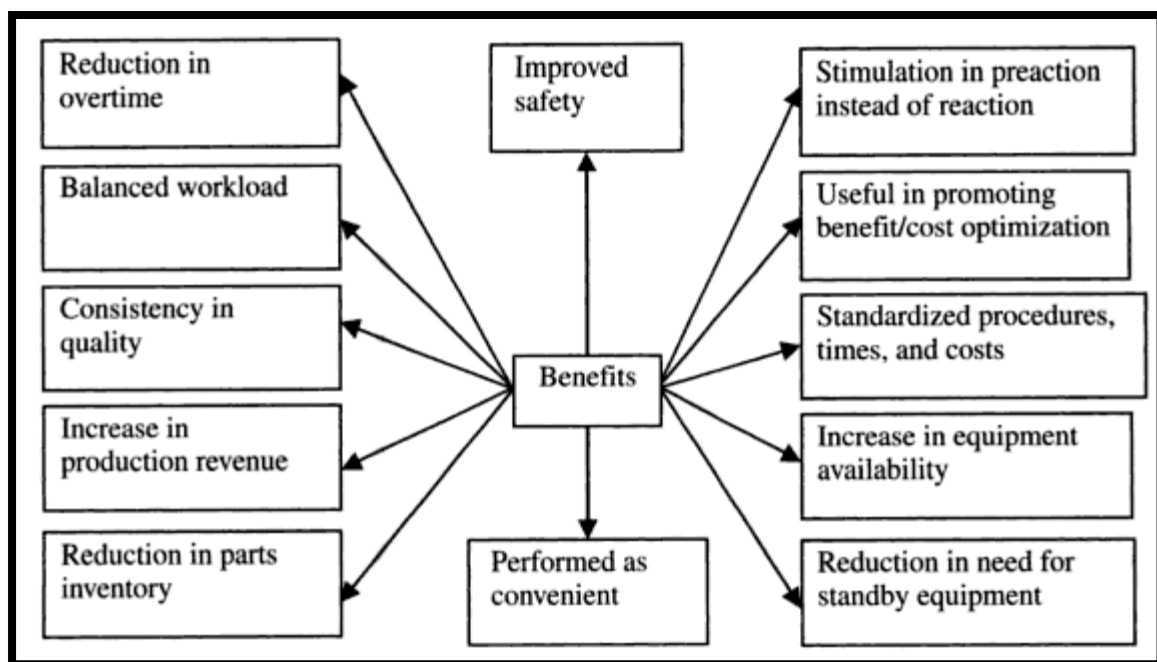 Reduction in
overtime
Balanced workload
Consistency in
quality
Increase in
production revenue
Reduction in parts
inventory
Improved
safety
Benefits
Performed as
convenient
Stimulation in preaction
instead of reaction
Useful in promoting
benefit/cost optimization
Standardized procedures,
times, and costs
Increase in equipment
availability
Reduction in need for
standby equipment